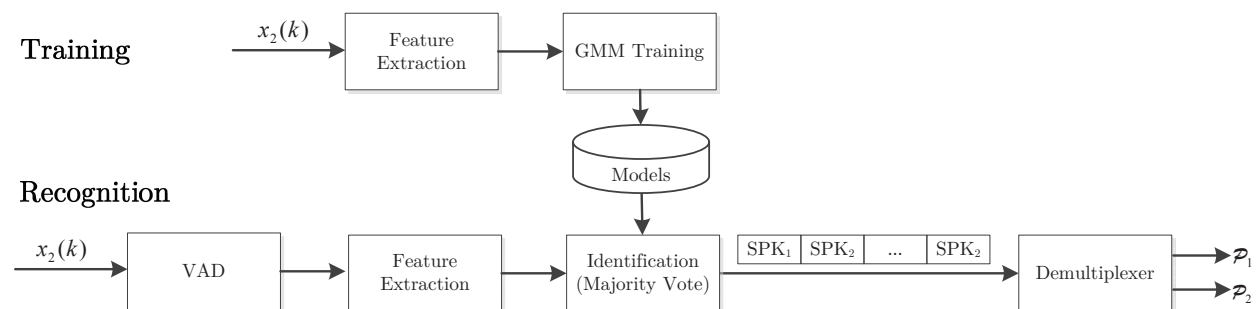 Training
x₂(k)
Feature
Extraction
GMM Training
Models
Recognition
x₂(k)
VAD
Feature
Extraction
Identification
(Majority Vote)
SPK₁ SPK₂ ... SPK₂
Demultiplexer
𝒫₁
𝒫₂